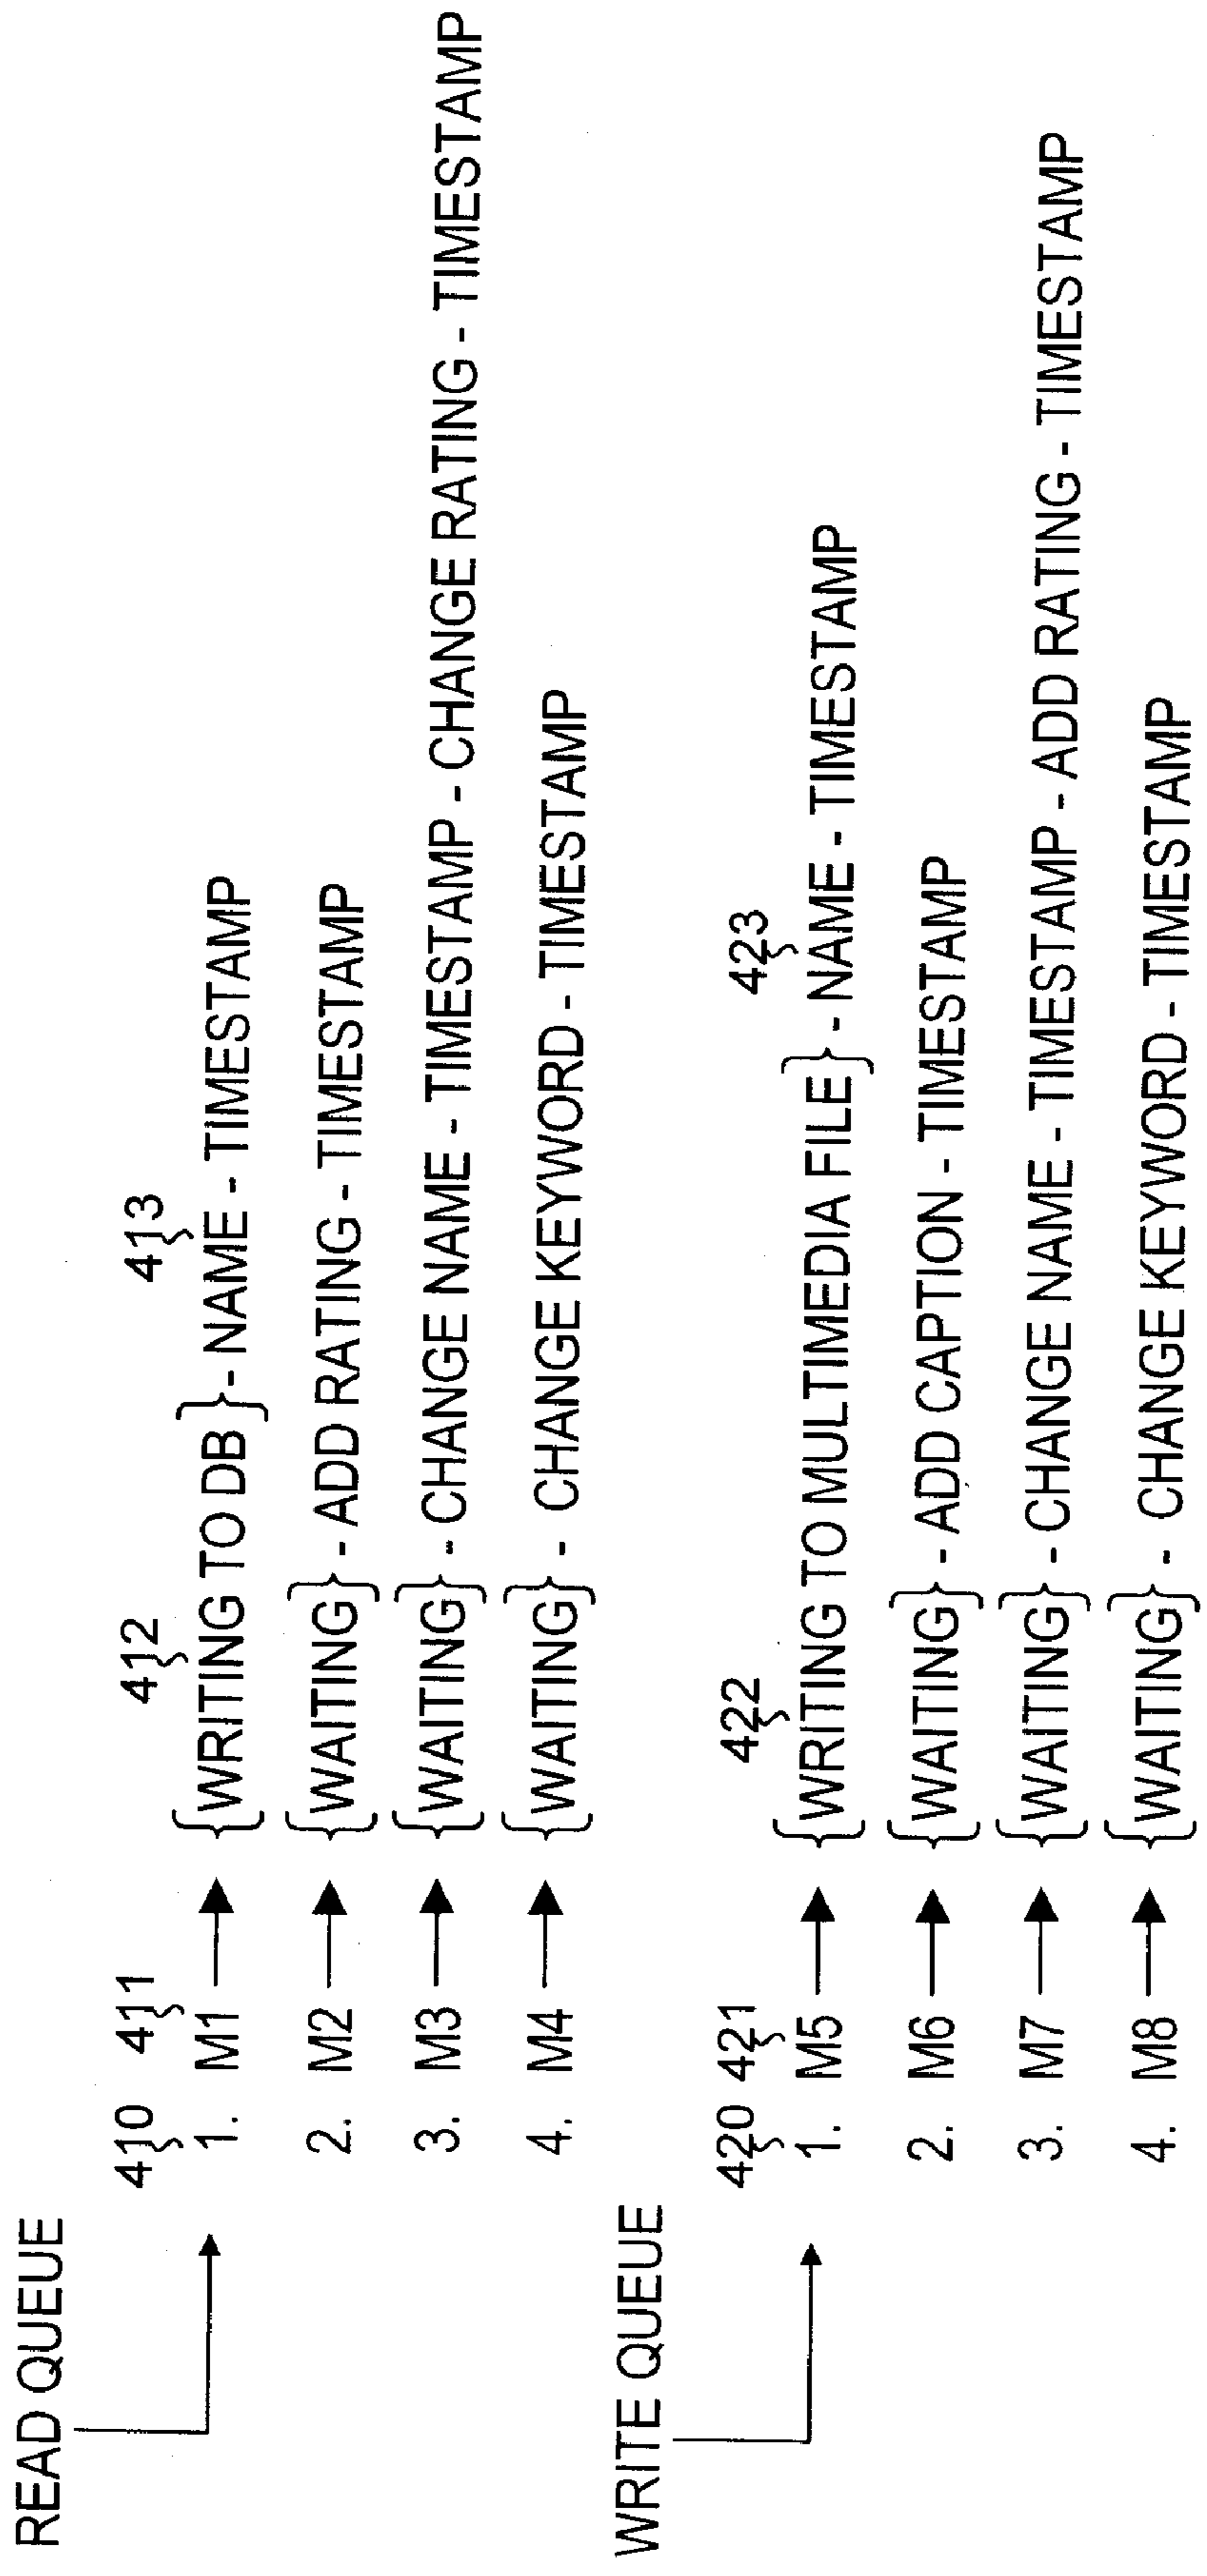 READ QUEUE
410 411 412 413
1. M1 {WRITING TO DB} - NAME - TIMESTAMP
2. M2 {WAITING} - ADD RATING - TIMESTAMP
3. M3 {WAITING} - CHANGE NAME - TIMESTAMP - CHANGE RATING - TIMESTAMP
4. M4 {WAITING} - CHANGE KEYWORD - TIMESTAMP
WRITE QUEUE
420 421 422 423
1. M5 {WRITING TO MULTIMEDIA FILE} - NAME - TIMESTAMP
2. M6 {WAITING} - ADD CAPTION - TIMESTAMP
3. M7 {WAITING} - CHANGE NAME - TIMESTAMP - ADD RATING - TIMESTAMP
4. M8 {WAITING} - CHANGE KEYWORD - TIMESTAMP